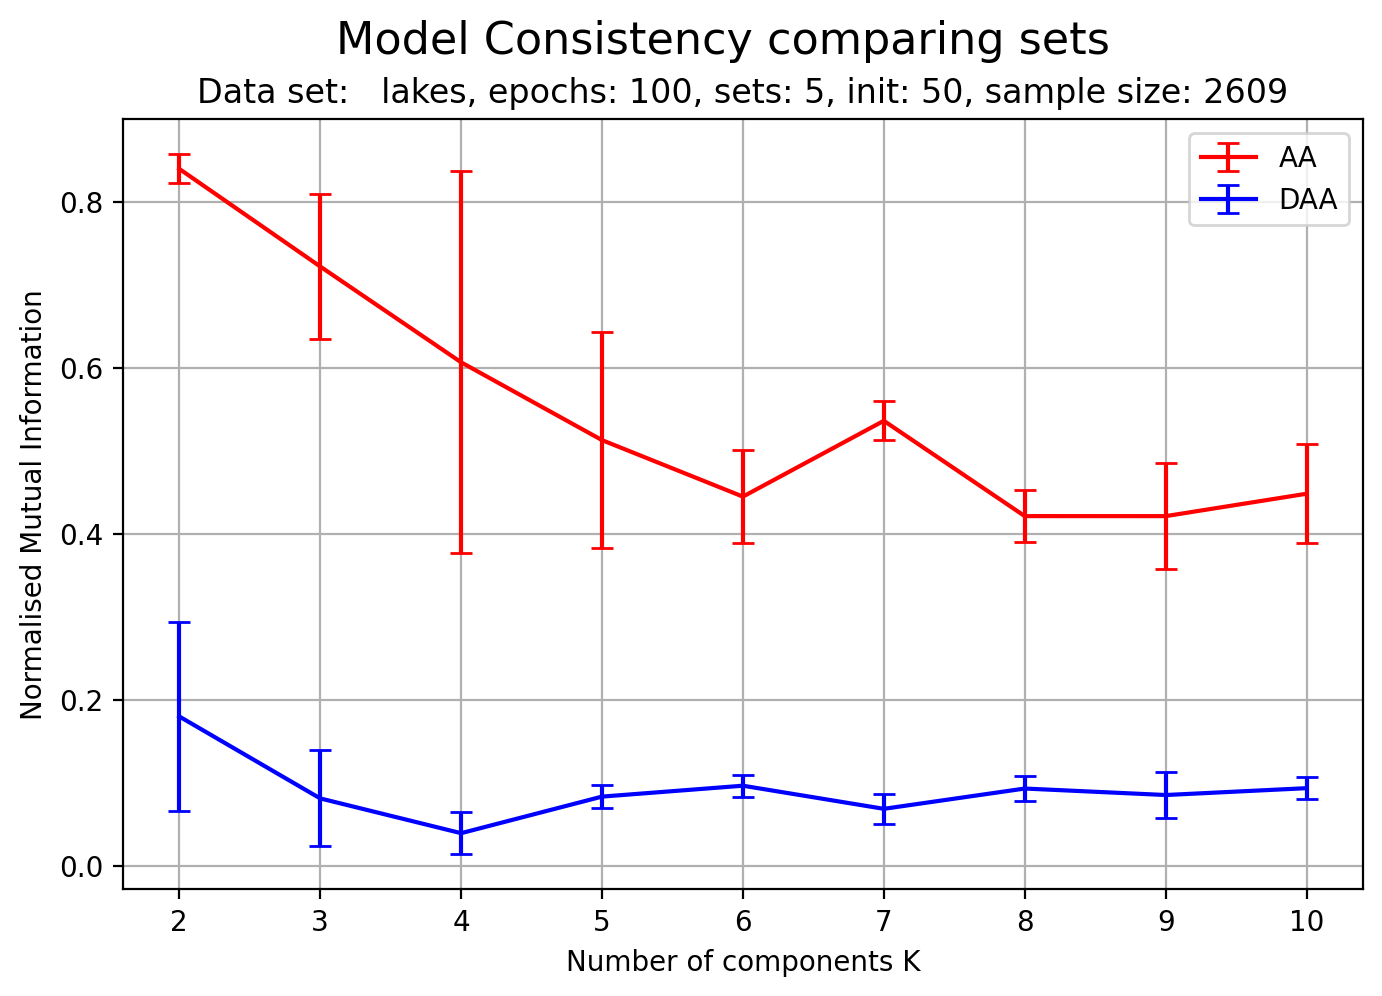 Model Consistency comparing sets
Data set:   lakes, epochs: 100, sets: 5, init: 50, sample size: 2609
AA
DAA
Normalised Mutual Information
0.8
0.6
0.4
0.2
0.0
2 3 4 5 6 7 8 9 10
Number of components K